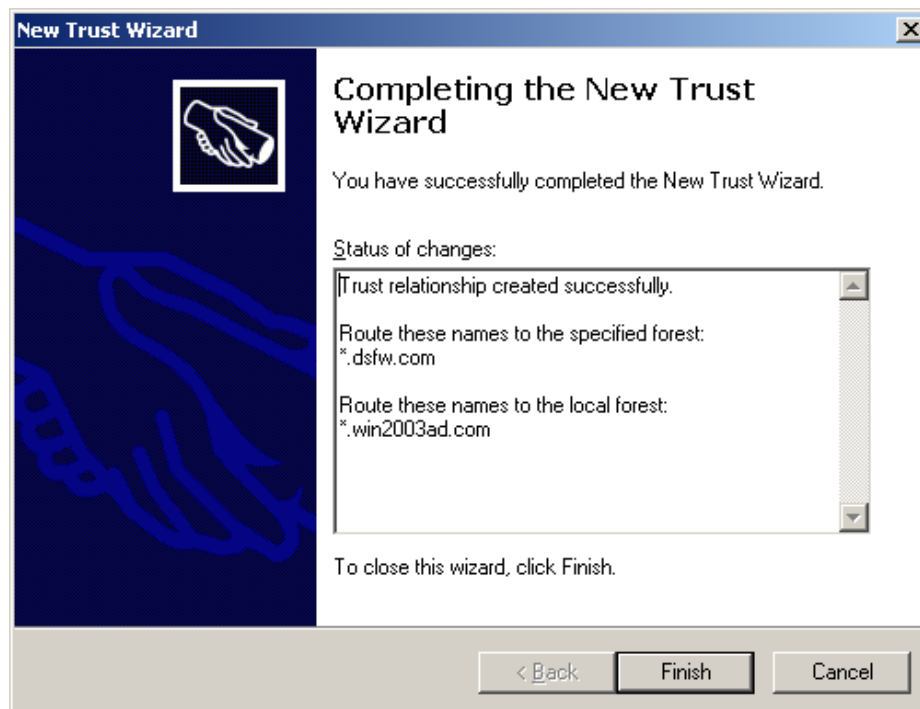 New Trust Wizard
Completing the New Trust
Wizard
You have successfully completed the New Trust Wizard.
Status of changes:
Trust relationship created successfully.
Route these names to the specified forest:
*.dsfw.com
Route these names to the local forest:
*.win2003ad.com
To close this wizard, click Finish.
< Back
Finish
Cancel